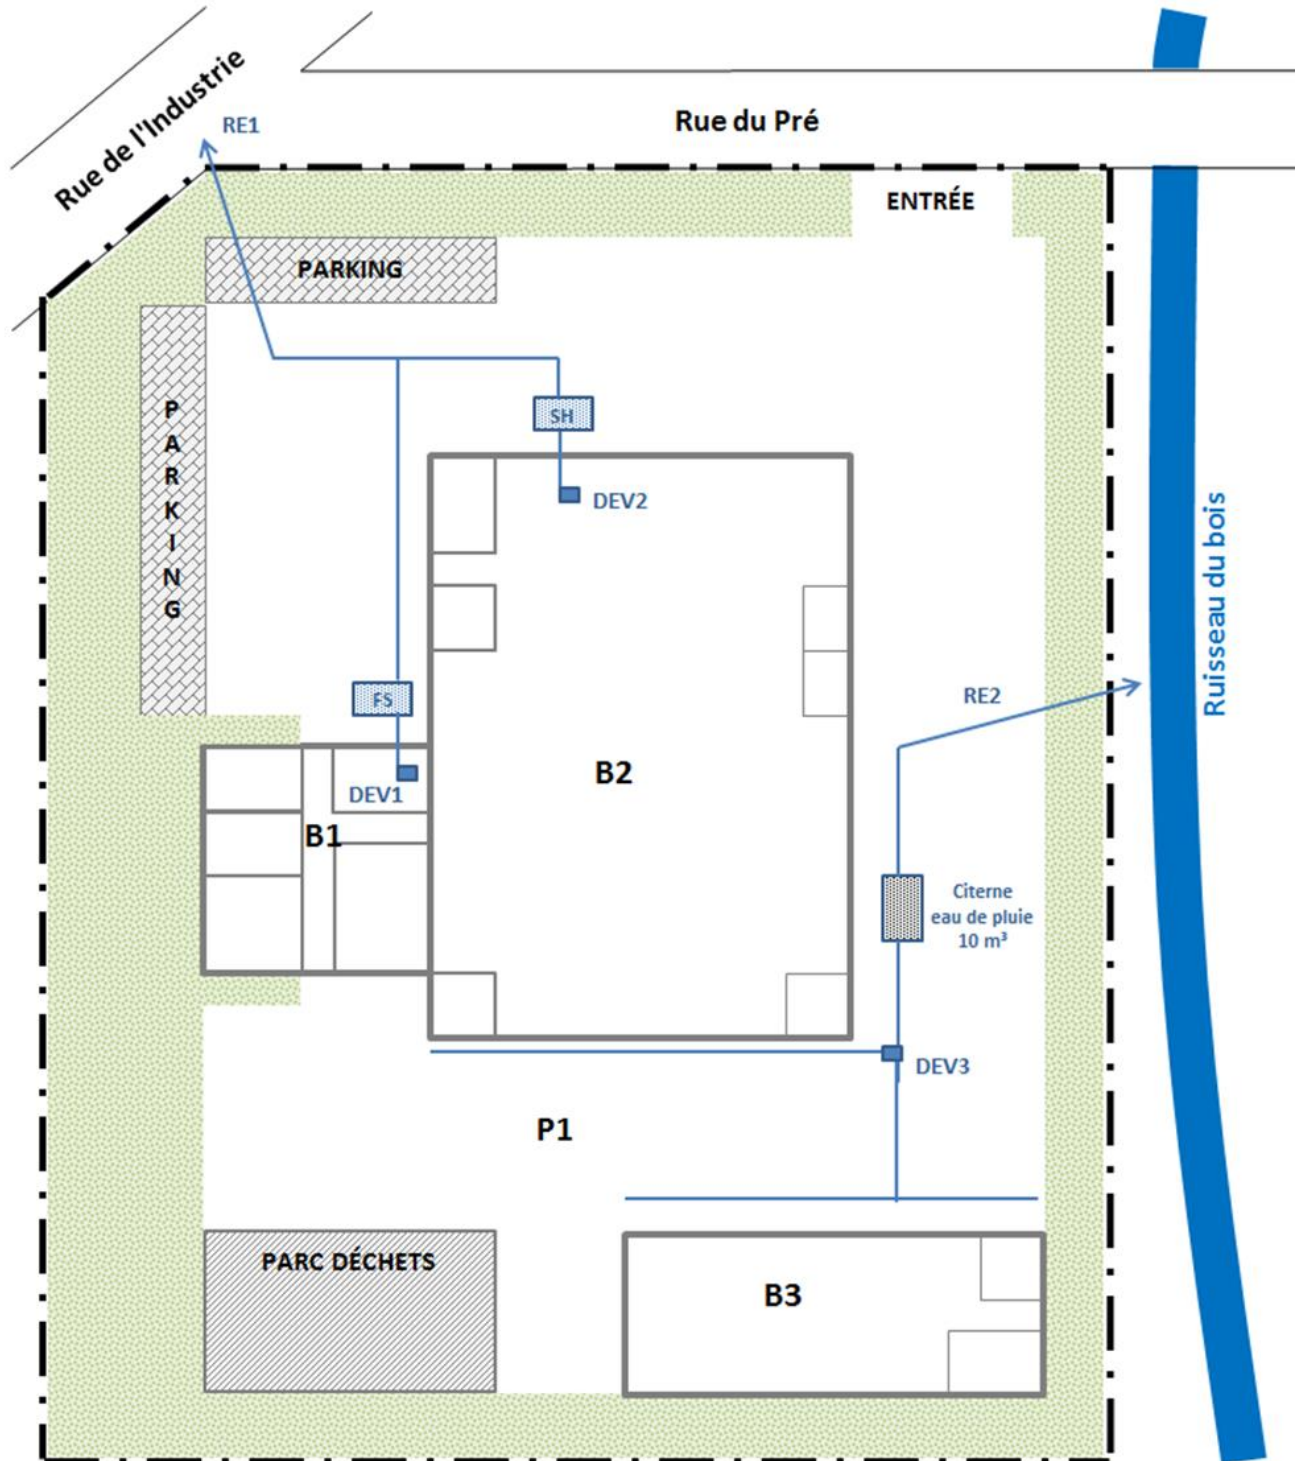 Rue de l'Industrie
RE1
Rue du Pré
ENTRÉE
PARKING
PARKING
SH
DEV2
Ruisseau du bois
FS
RE2
DEV1
B2
B1
Citerne
eau de pluie
10 m³
DEV3
P1
PARC DÉCHETS
B3